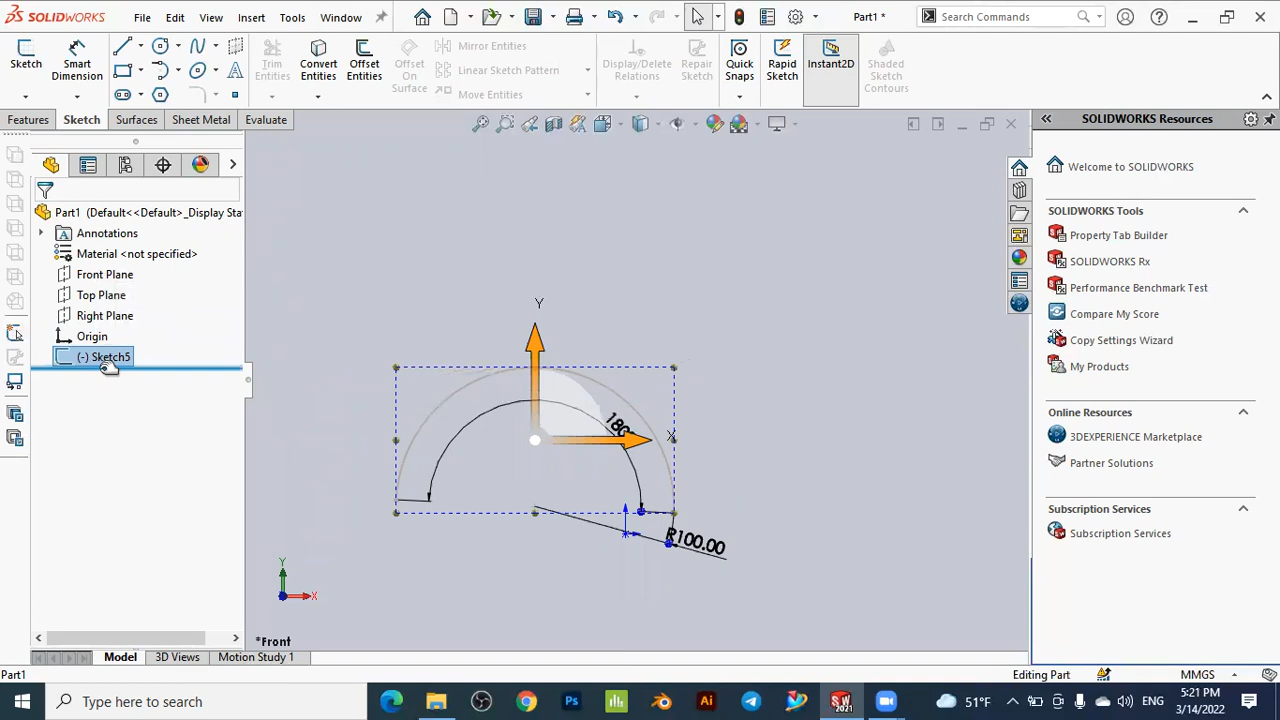 SOLIDWORKS File Edit View Insert Tools Window Part1 * Search Commands
Sketch Smart Dimension Trim Entities Convert Entities Offset Entities Offset On Surface Mirror Entities Linear Sketch Pattern Move Entities Display/Delete Relations Repair Sketch Quick Snaps Rapid Sketch Instant2D Shaded Sketch Contours
Features Sketch Surfaces Sheet Metal Evaluate
SOLIDWORKS Resources
Part1 (Default<<Default>_Display Sta
Annotations
Material <not specified>
Front Plane
Top Plane
Right Plane
Origin
(-) Sketch5
Y
X
R100.00
Y
X
*Front
Welcome to SOLIDWORKS
SOLIDWORKS Tools
Property Tab Builder
SOLIDWORKS Rx
Performance Benchmark Test
Compare My Score
Copy Settings Wizard
My Products
Online Resources
3DEXPERIENCE Marketplace
Partner Solutions
Subscription Services
Subscription Services
Model 3D Views Motion Study 1
Part1 Editing Part MMGS
Type here to search 51°F ENG 5:21 PM
3/14/2022